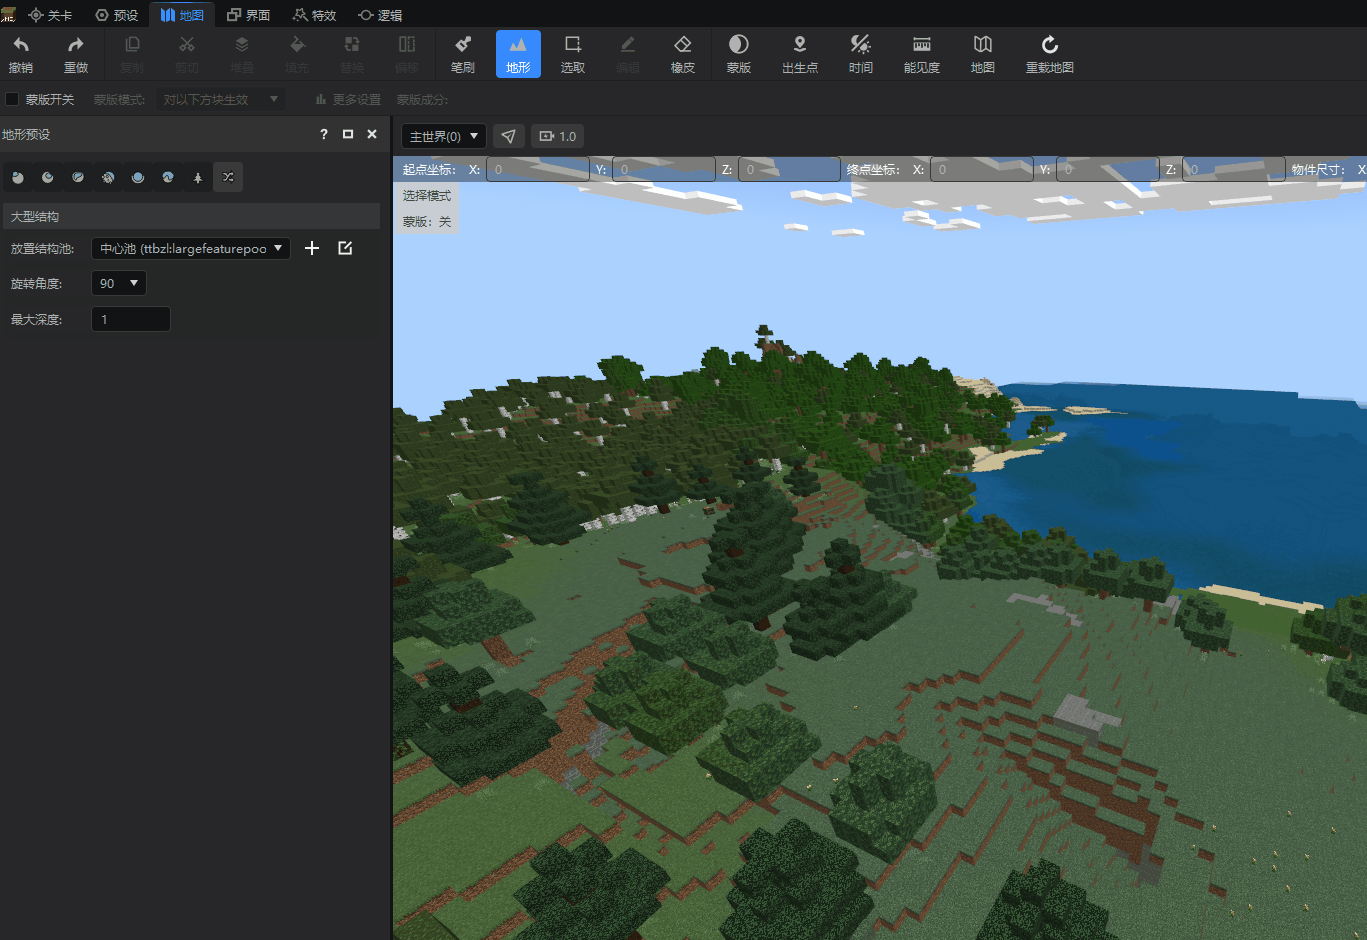 关卡 预设 地图 界面 特效 逻辑
撤销 重做 复制 剪切 堆叠 填充 替换 偏移 笔刷 地形 选取 编辑 橡皮 蒙版 出生点 时间 能见度 地图 重载地图
蒙版开关 蒙版模式: 对以下方块生效 更多设置 蒙版成分:
地形预设 ?
主世界(0) 1.0
起点坐标: X: 0 Y: 0 Z: 0 终点坐标: X: 0 Y: 0 Z: 0 物件尺寸: X
选择模式
蒙版: 关
大型结构
放置结构池: 中心池 (ttbzl:largefeaturepoo
旋转角度: 90
最大深度: 1